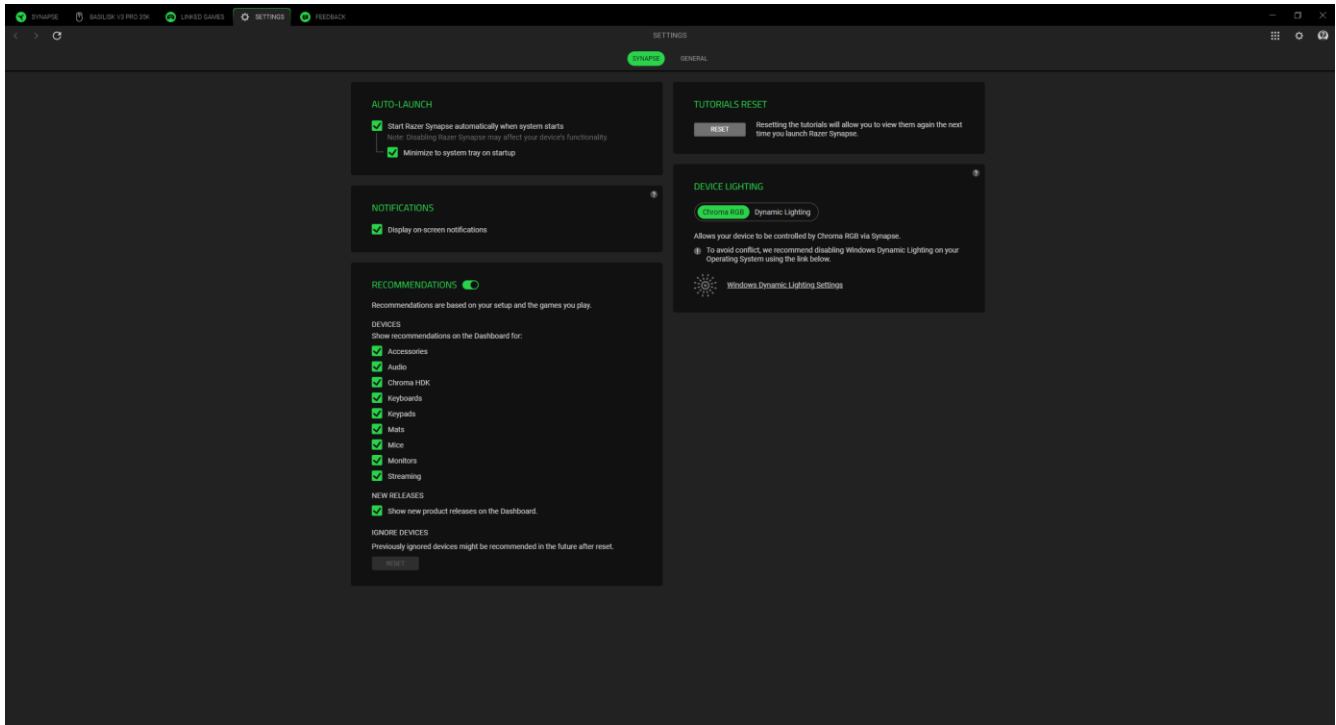 SYNAPSE
BASILISK V3 PRO 35K
LINKED GAMES
SETTINGS
FEEDBACK
SETTINGS
SYNAPSE
GENERAL
AUTO-LAUNCH
Start Razer Synapse automatically when system starts
Note: Disabling Razer Synapse may affect your device's functionality
Minimize to system tray on startup
NOTIFICATIONS
Display on-screen notifications
RECOMMENDATIONS
Recommendations are based on your setup and the games you play.
DEVICES
Show recommendations on the Dashboard for:
Accessories
Audio
Chroma HDK
Keyboards
Keypads
Mats
Mice
Monitors
Streaming
NEW RELEASES
Show new product releases on the Dashboard.
IGNORE DEVICES
Previously ignored devices might be recommended in the future after reset.
RESET
TUTORIALS RESET
RESET
Resetting the tutorials will allow you to view them again the next
time you launch Razer Synapse.
DEVICE LIGHTING
Chroma RGB
Dynamic Lighting
Allows your device to be controlled by Chroma RGB via Synapse.
To avoid conflict, we recommend disabling Windows Dynamic Lighting on your
Operating System using the link below.
Windows Dynamic Lighting Settings